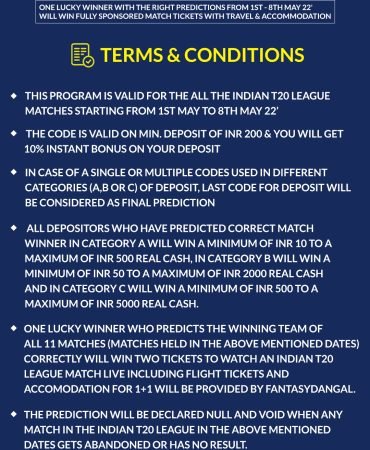 ONE LUCKY WINNER WITH THE RIGHT PREDICTIONS FROM 1ST - 8TH MAY 22'
WILL WIN FULLY SPONSORED MATCH TICKETS WITH TRAVEL & ACCOMMODATION
TERMS & CONDITIONS
THIS PROGRAM IS VALID FOR THE ALL THE INDIAN T20 LEAGUE
MATCHES STARTING FROM 1ST MAY TO 8TH MAY 22'
THE CODE IS VALID ON MIN. DEPOSIT OF INR 200 & YOU WILL GET
10% INSTANT BONUS ON YOUR DEPOSIT
IN CASE OF A SINGLE OR MULTIPLE CODES USED IN DIFFERENT
CATEGORIES (A,B OR C) OF DEPOSIT, LAST CODE FOR DEPOSIT WILL
BE CONSIDERED AS FINAL PREDICTION
ALL DEPOSITORS WHO HAVE PREDICTED CORRECT MATCH
WINNER IN CATEGORY A WILL WIN A MINIMUM OF INR 10 TO A
MAXIMUM OF INR 500 REAL CASH, IN CATEGORY B WILL WIN A
MINIMUM OF INR 50 TO A MAXIMUM OF INR 2000 REAL CASH
AND IN CATEGORY C WILL WIN A MINIMUM OF INR 500 TO A
MAXIMUM OF INR 5000 REAL CASH.
ONE LUCKY WINNER WHO PREDICTS THE WINNING TEAM OF
ALL 11 MATCHES (MATCHES HELD IN THE ABOVE MENTIONED DATES)
CORRECTLY WILL WIN TWO TICKETS TO WATCH AN INDIAN T20
LEAGUE MATCH LIVE INCLUDING FLIGHT TICKETS AND
ACCOMODATION FOR 1+1 WILL BE PROVIDED BY FANTASYDANGAL.
THE PREDICTION WILL BE DECLARED NULL AND VOID WHEN ANY
MATCH IN THE INDIAN T20 LEAGUE IN THE ABOVE MENTIONED
DATES GETS ABANDONED OR HAS NO RESULT.